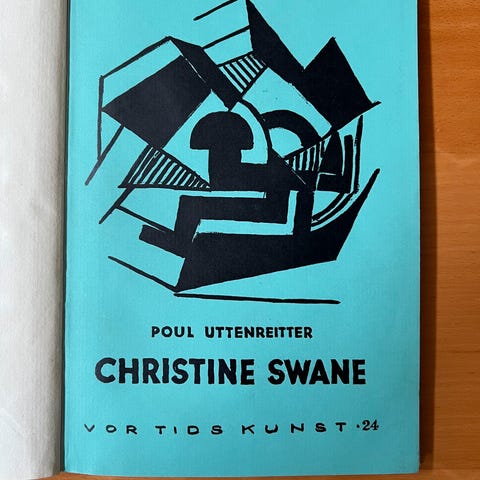 POUL UTTENREITTER
CHRISTINE SWANE
VOR TIDS KUNST · 24